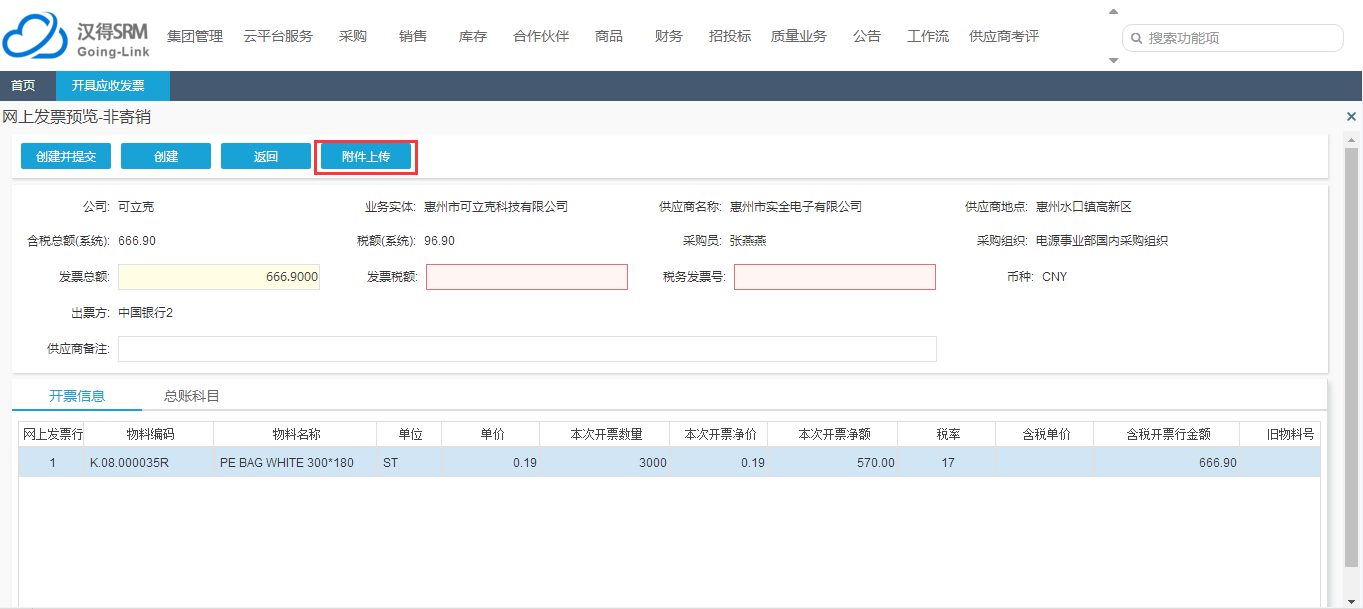 汉得SRM
Going-Link
集团管理 云平台服务 采购 销售 库存 合作伙伴 商品 财务 招投标 质量业务 公告 工作流 供应商考评
搜索功能项
首页 开具应收发票
网上发票预览-非寄销
创建并提交 创建 返回 附件上传
公司: 可立克 业务实体: 惠州市可立克科技有限公司 供应商名称: 惠州市实全电子有限公司 供应商地点: 惠州水口镇高新区
含税总额(系统): 666.90 税额(系统): 96.90 采购员: 张燕燕 采购组织: 电源事业部国内采购组织
发票总额: 666.9000 发票税额: 税务发票号: 币种: CNY
出票方: 中国银行2
供应商备注:
开票信息 总账科目
网上发票行 物料编码 物料名称 单位 单价 本次开票数量 本次开票净价 本次开票净额 税率 含税单价 含税开票行金额 旧物料号
1 K.08.000035R PE BAG WHITE 300*180 ST 0.19 3000 0.19 570.00 17 666.90